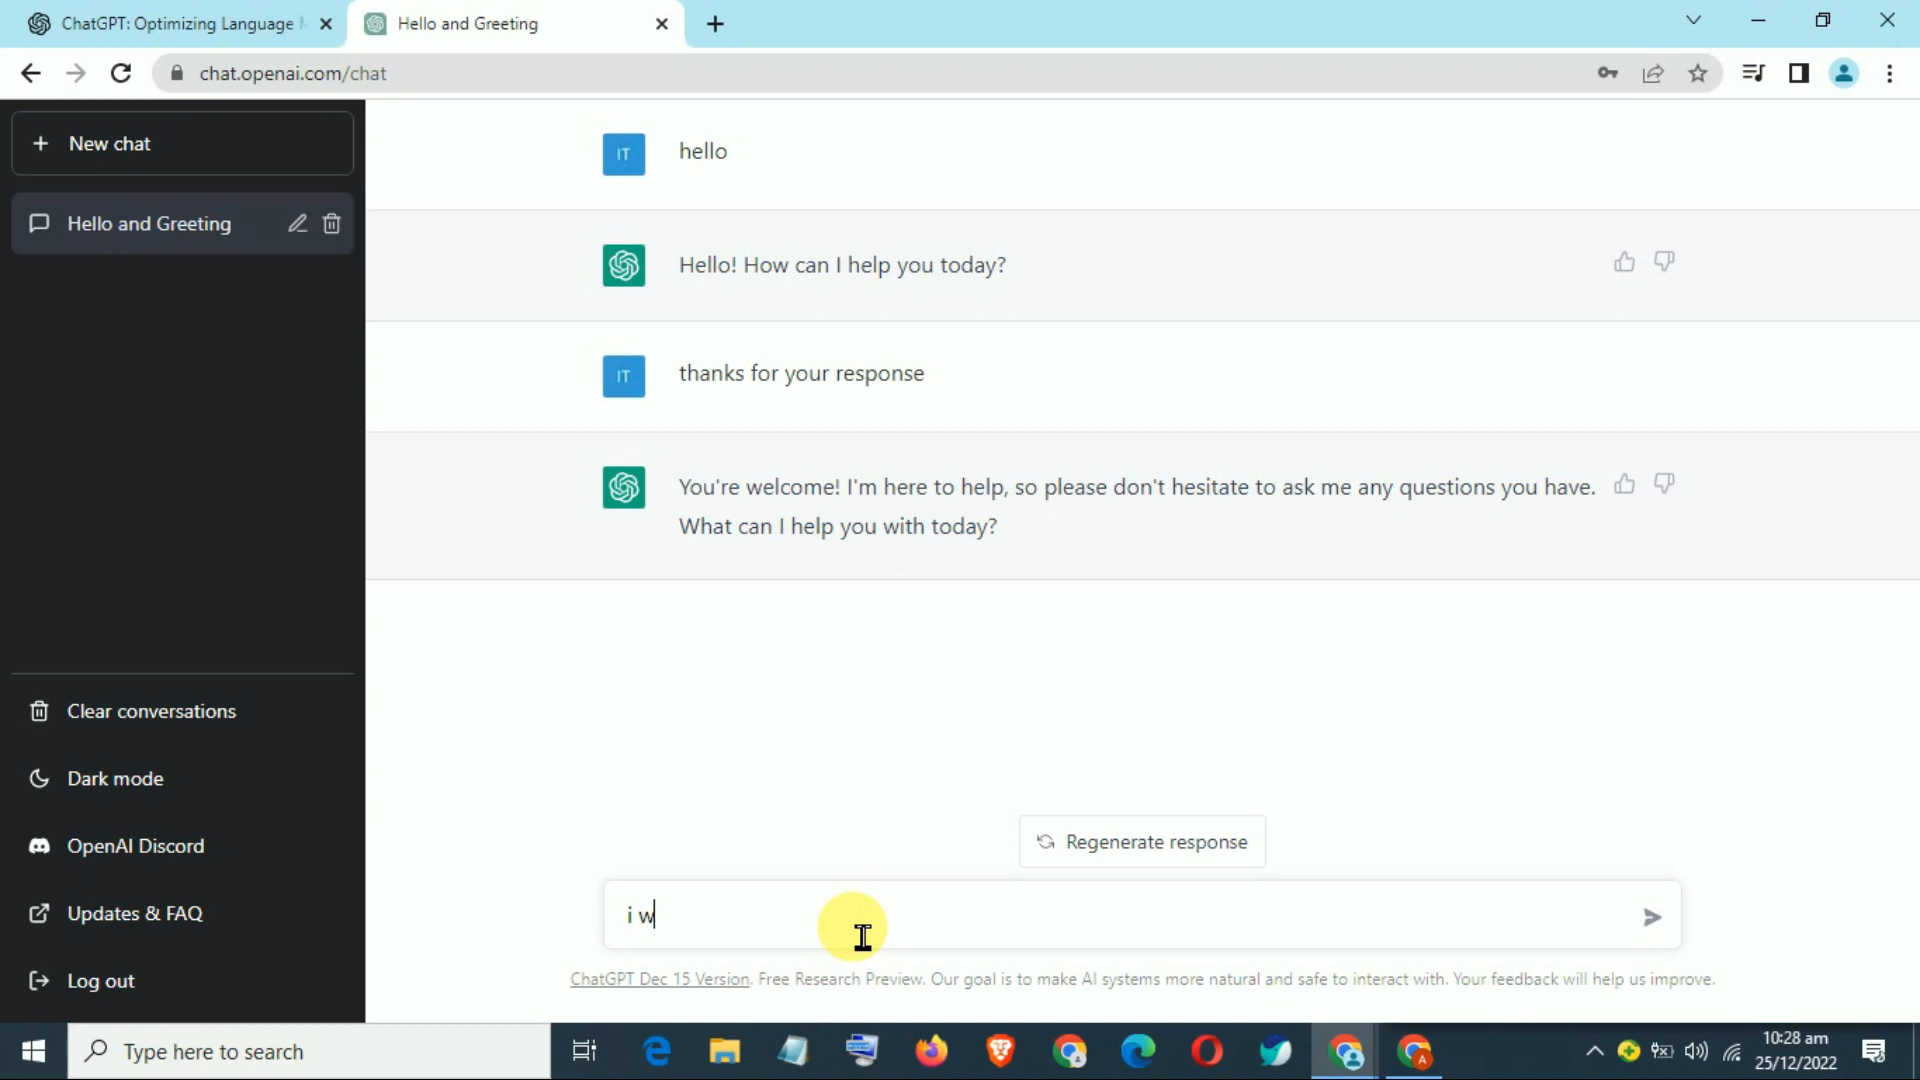 ChatGPT: Optimizing Language
Hello and Greeting
chat.openai.com/chat
New chat
Hello and Greeting
IT
hello
Hello! How can I help you today?
IT
thanks for your response
You're welcome! I'm here to help, so please don't hesitate to ask me any questions you have.
What can I help you with today?
Clear conversations
Dark mode
OpenAI Discord
Updates & FAQ
Log out
Regenerate response
i w
ChatGPT Dec 15 Version. Free Research Preview. Our goal is to make AI systems more natural and safe to interact with. Your feedback will help us improve.
Type here to search
A
10:28 am
25/12/2022